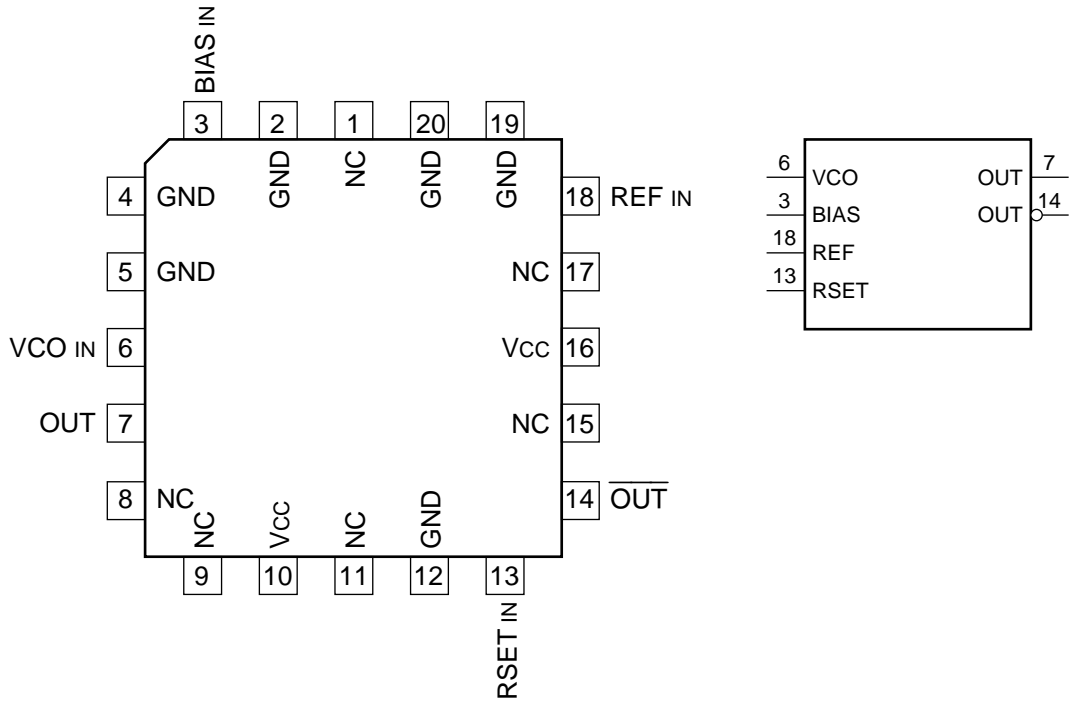 BIAS IN
3 2 1 20 19
GND NC GND GND
4 GND 18 REF IN
5 GND NC 17
VCO IN 6 VCC 16
OUT 7 NC 15
8 NC 14 O̅U̅T̅
NC VCC NC GND
9 10 11 12 13
RSET IN
6 VCO OUT 7
3 BIAS OUT 14
18 REF
13 RSET